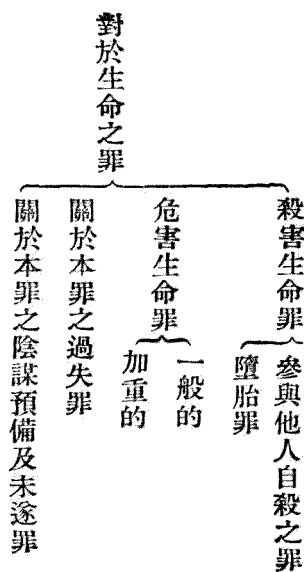 對於生命之罪
殺害生命罪
參與他人自殺之罪
墮胎罪
危害生命罪
一般的
加重的
關於本罪之過失罪
關於本罪之陰謀預備及未遂罪